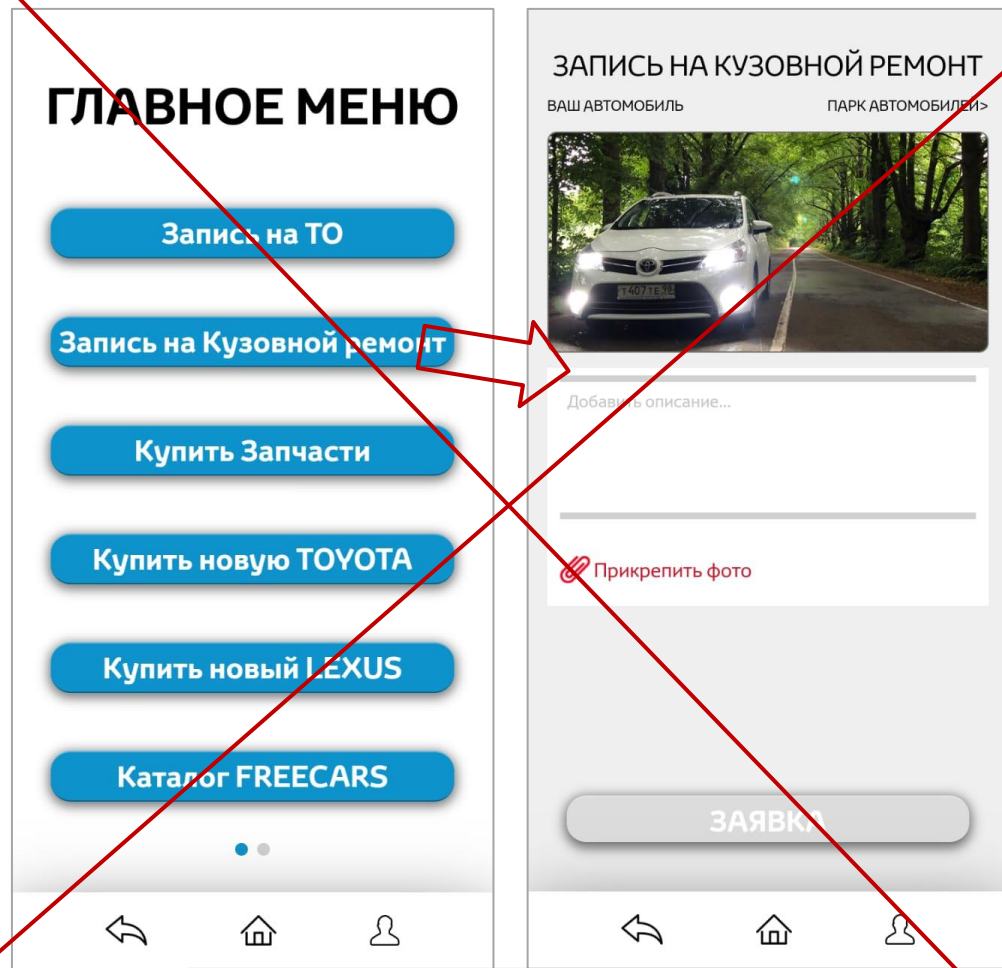 ГЛАВНОЕ МЕНЮ
Запись на ТО
Запись на Кузовной ремонт
Купить Запчасти
Купить новую TOYOTA
Купить новый LEXUS
Каталог FREECARS
ЗАПИСЬ НА КУЗОВНОЙ РЕМОНТ
ВАШ АВТОМОБИЛЬ
ПАРК АВТОМОБИЛЕЙ>
Добавить описание...
Прикрепить фото
ЗАЯВКА